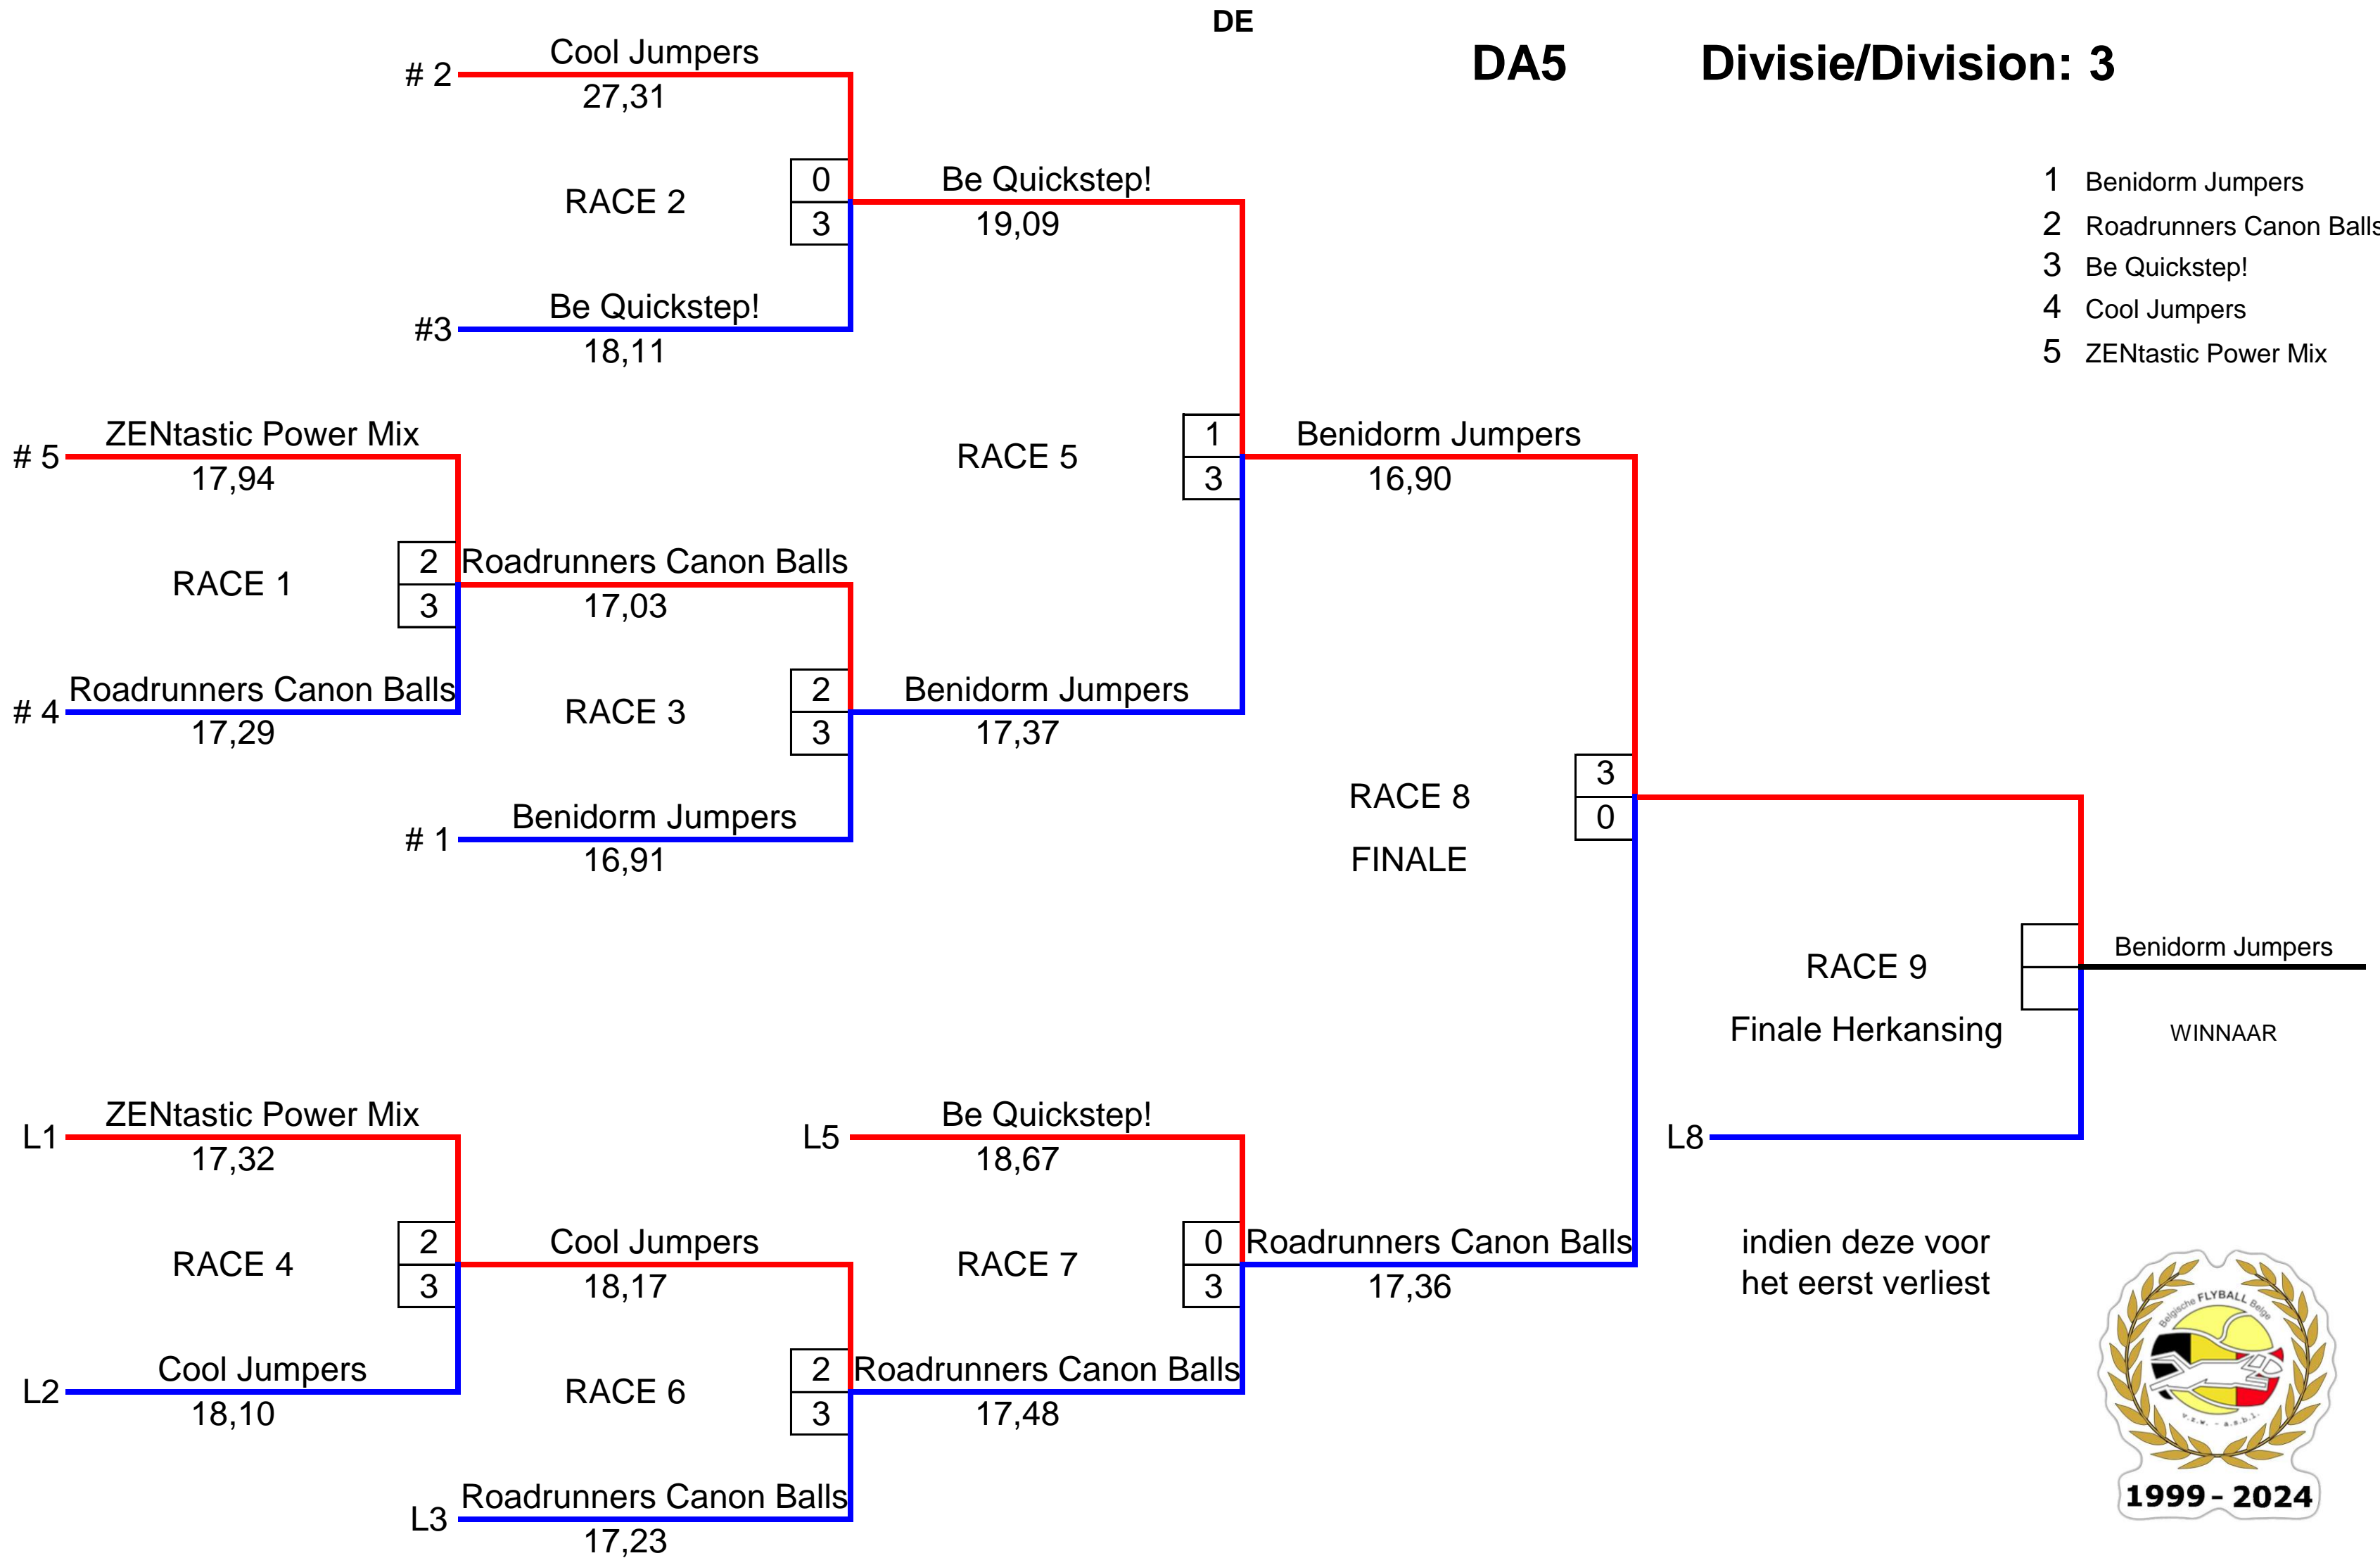 DE
DA5 Divisie/Division: 3
# 2 Cool Jumpers
27,31
RACE 2
0
3
#3 Be Quickstep!
18,11
Be Quickstep!
19,09
1 Benidorm Jumpers
2 Roadrunners Canon Balls
3 Be Quickstep!
4 Cool Jumpers
5 ZENtastic Power Mix
# 5 ZENtastic Power Mix
17,94
RACE 1
2
3
# 4 Roadrunners Canon Balls
17,29
Roadrunners Canon Balls
17,03
RACE 3
2
3
# 1 Benidorm Jumpers
16,91
RACE 5
1
3
Benidorm Jumpers
17,37
Benidorm Jumpers
16,90
RACE 8
3
0
FINALE
RACE 9
Finale Herkansing
Benidorm Jumpers
WINNAAR
L1 ZENtastic Power Mix
17,32
RACE 4
2
3
L2 Cool Jumpers
18,10
Cool Jumpers
18,17
RACE 6
2
3
L3 Roadrunners Canon Balls
17,23
L5 Be Quickstep!
18,67
RACE 7
0
3
Roadrunners Canon Balls
17,48
Roadrunners Canon Balls
17,36
L8
indien deze voor
het eerst verliest
Belgische FLYBALL Belge
v.z.w. - a.s.b.l.
1999 - 2024